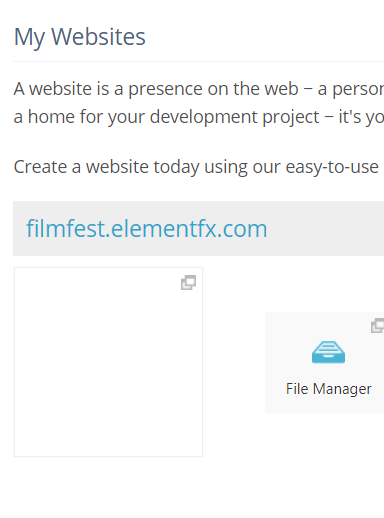 My Websites
A website is a presence on the web – a person
a home for your development project – it's yo
Create a website today using our easy-to-use
filmfest.elementfx.com
File Manager